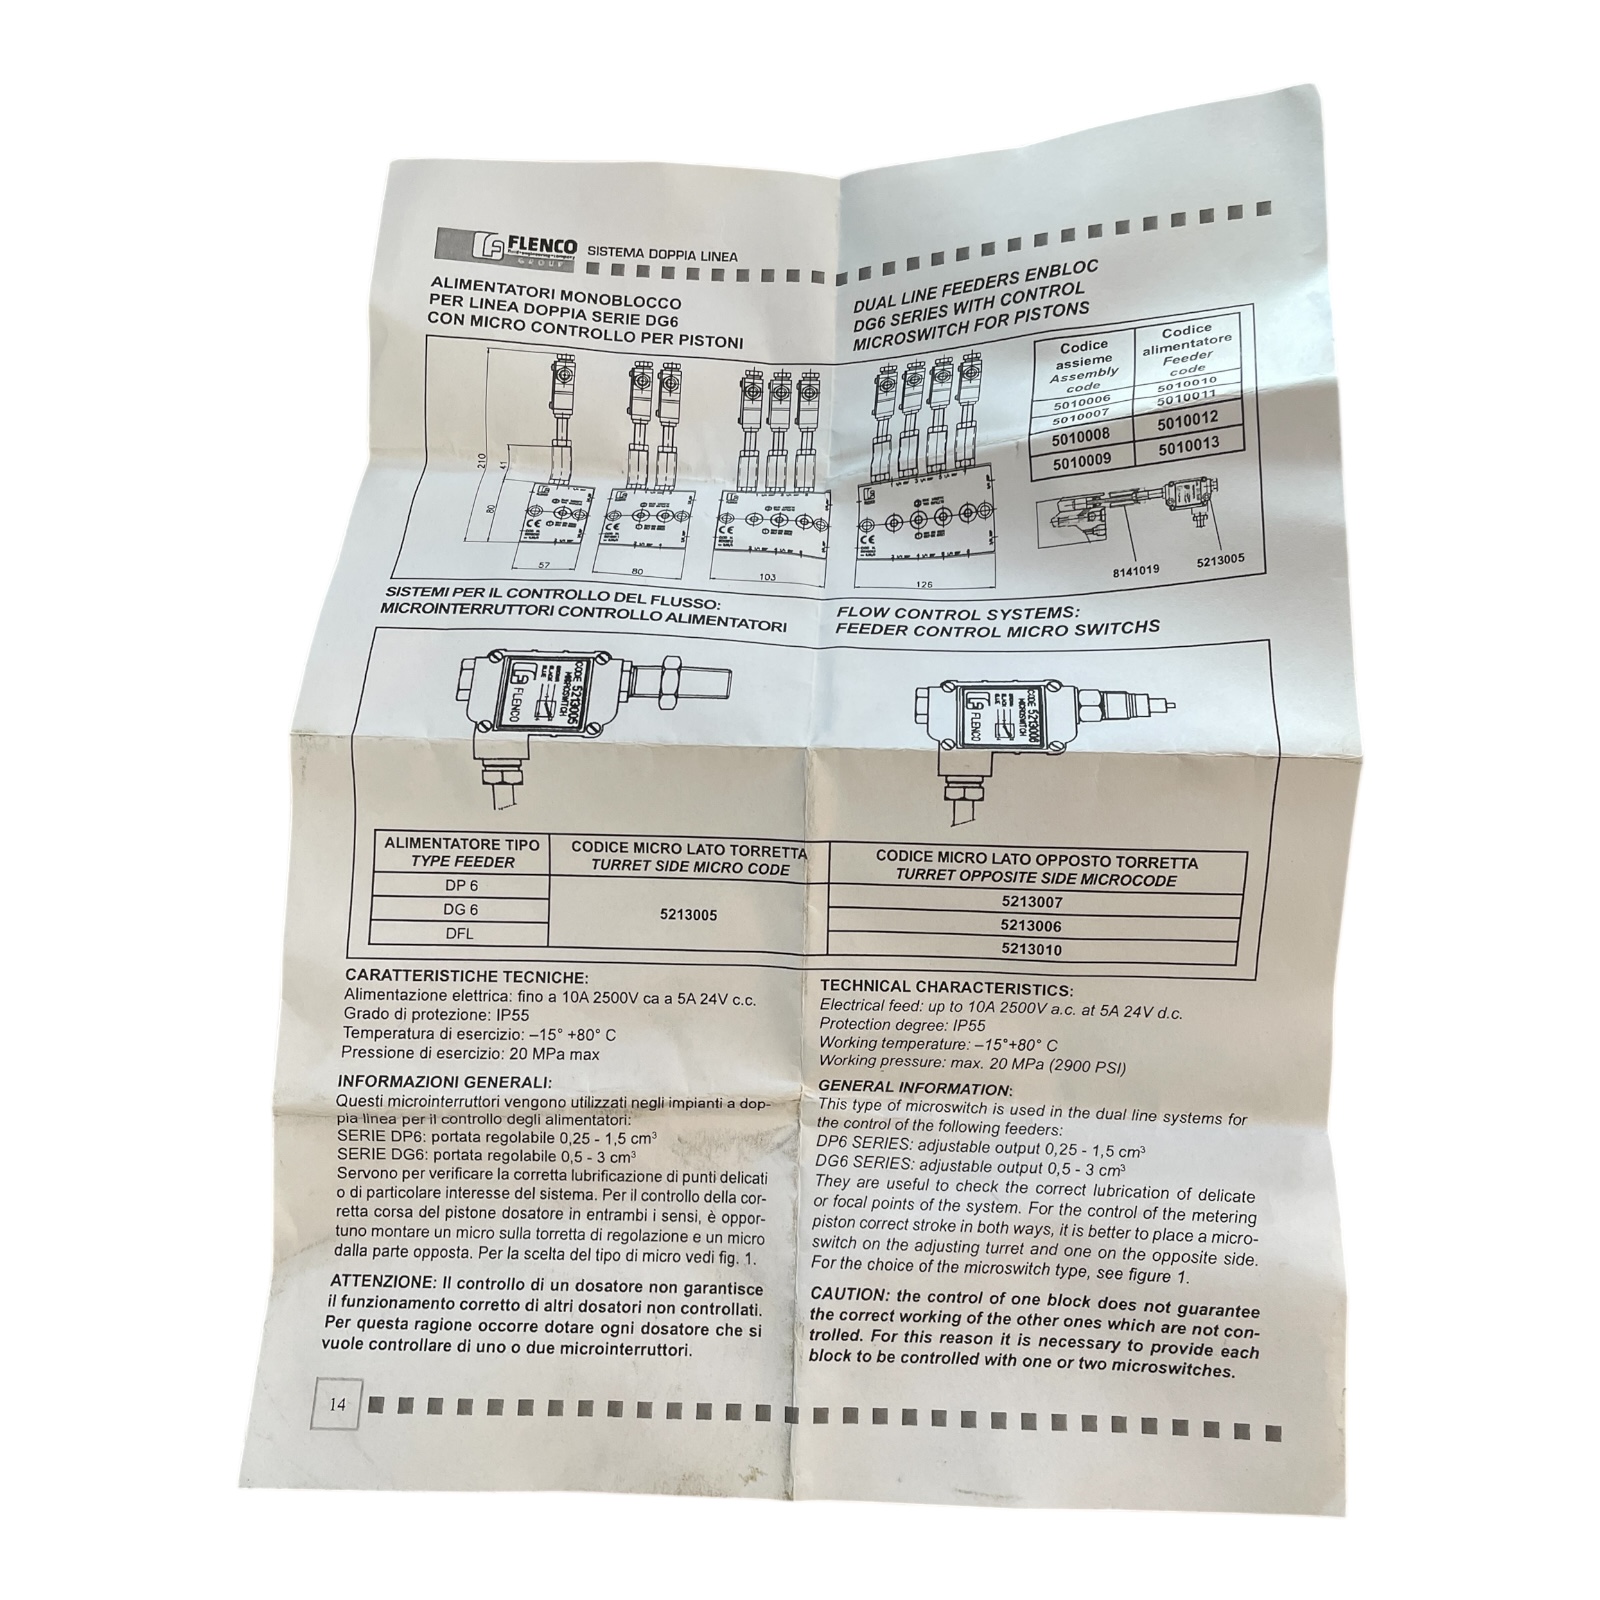 FLENCO
fluid•engineering•company
GROUP
SISTEMA DOPPIA LINEA
ALIMENTATORI MONOBLOCCO
PER LINEA DOPPIA SERIE DG6
CON MICRO CONTROLLO PER PISTONI
DUAL LINE FEEDERS ENBLOC
DG6 SERIES WITH CONTROL
MICROSWITCH FOR PISTONS
210
41
80
57
80
103
126
Codice
assieme
Assembly
code
Codice
alimentatore
Feeder
code
5010006 5010010
5010007 5010011
5010008 5010012
5010009 5010013
8141019
5213005
SISTEMI PER IL CONTROLLO DEL FLUSSO:
MICROINTERRUTTORI CONTROLLO ALIMENTATORI
FLOW CONTROL SYSTEMS:
FEEDER CONTROL MICRO SWITCHS
CODE 5213005
MICROSWITCH
BLACK
BLUE
FLENCO
CODE 5213006
MICROSWITCH
BLACK
BLUE
FLENCO
ALIMENTATORE TIPO
TYPE FEEDER
CODICE MICRO LATO TORRETTA
TURRET SIDE MICRO CODE
CODICE MICRO LATO OPPOSTO TORRETTA
TURRET OPPOSITE SIDE MICROCODE
DP 6
DG 6
DFL
5213005
5213007
5213006
5213010
CARATTERISTICHE TECNICHE:
Alimentazione elettrica: fino a 10A 2500V ca a 5A 24V c.c.
Grado di protezione: IP55
Temperatura di esercizio: –15° +80° C
Pressione di esercizio: 20 MPa max
INFORMAZIONI GENERALI:
Questi microinterruttori vengono utilizzati negli impianti a dop-
pia linea per il controllo degli alimentatori:
SERIE DP6: portata regolabile 0,25 - 1,5 cm³
SERIE DG6: portata regolabile 0,5 - 3 cm³
Servono per verificare la corretta lubrificazione di punti delicati
o di particolare interesse del sistema. Per il controllo della cor-
retta corsa del pistone dosatore in entrambi i sensi, è oppor-
tuno montare un micro sulla torretta di regolazione e un micro
dalla parte opposta. Per la scelta del tipo di micro vedi fig. 1.
ATTENZIONE: Il controllo di un dosatore non garantisce
il funzionamento corretto di altri dosatori non controllati.
Per questa ragione occorre dotare ogni dosatore che si
vuole controllare di uno o due microinterruttori.
TECHNICAL CHARACTERISTICS:
Electrical feed: up to 10A 2500V a.c. at 5A 24V d.c.
Protection degree: IP55
Working temperature: –15°+80° C
Working pressure: max. 20 MPa (2900 PSI)
GENERAL INFORMATION:
This type of microswitch is used in the dual line systems for
the control of the following feeders:
DP6 SERIES: adjustable output 0,25 - 1,5 cm³
DG6 SERIES: adjustable output 0,5 - 3 cm³
They are useful to check the correct lubrication of delicate
or focal points of the system. For the control of the metering
piston correct stroke in both ways, it is better to place a micro-
switch on the adjusting turret and one on the opposite side.
For the choice of the microswitch type, see figure 1.
CAUTION: the control of one block does not guarantee
the correct working of the other ones which are not con-
trolled. For this reason it is necessary to provide each
block to be controlled with one or two microswitches.
14